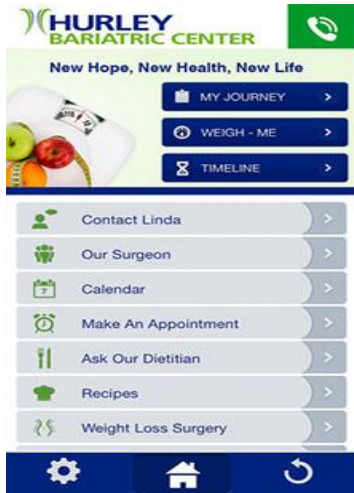 HURLEY
BARIATRIC CENTER
New Hope, New Health, New Life
MY JOURNEY
WEIGH - ME
TIMELINE
Contact Linda
Our Surgeon
7
Calendar
Make An Appointment
Ask Our Dietitian
Recipes
Weight Loss Surgery